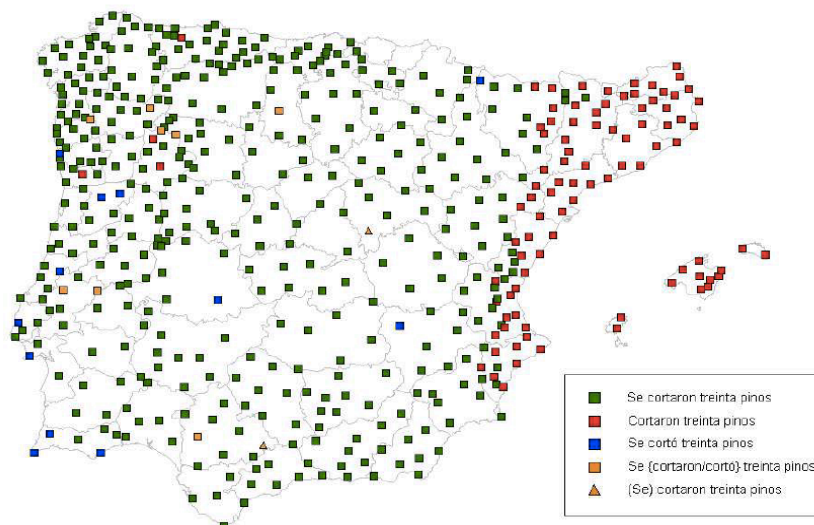 Se cortaron treinta pinos
Cortaron treinta pinos
Se cortó treinta pinos
Se {cortaron/cortó} treinta pinos
(Se) cortaron treinta pinos